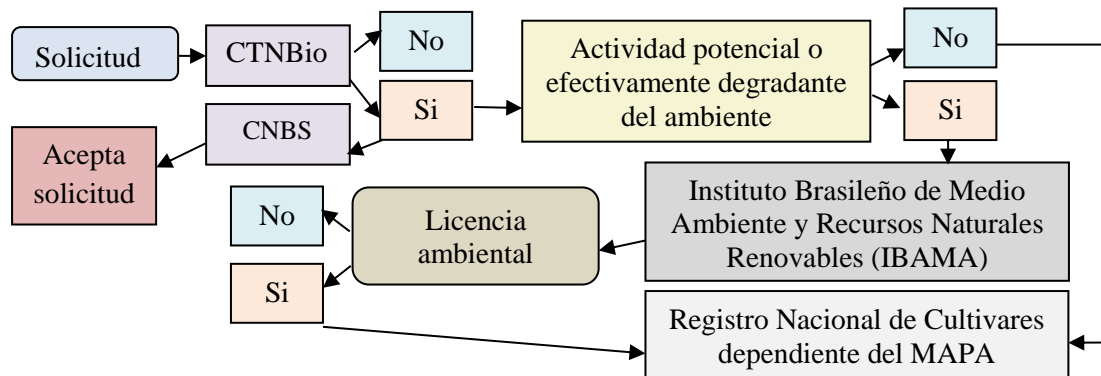 Solicitud
CTNBio
No
Si
CNBS
Acepta
solicitud
Actividad potencial o
efectivamente degradante
del ambiente
No
Si
Instituto Brasileño de Medio
Ambiente y Recursos Naturales
Renovables (IBAMA)
Licencia
ambiental
No
Si
Registro Nacional de Cultivares
dependiente del MAPA